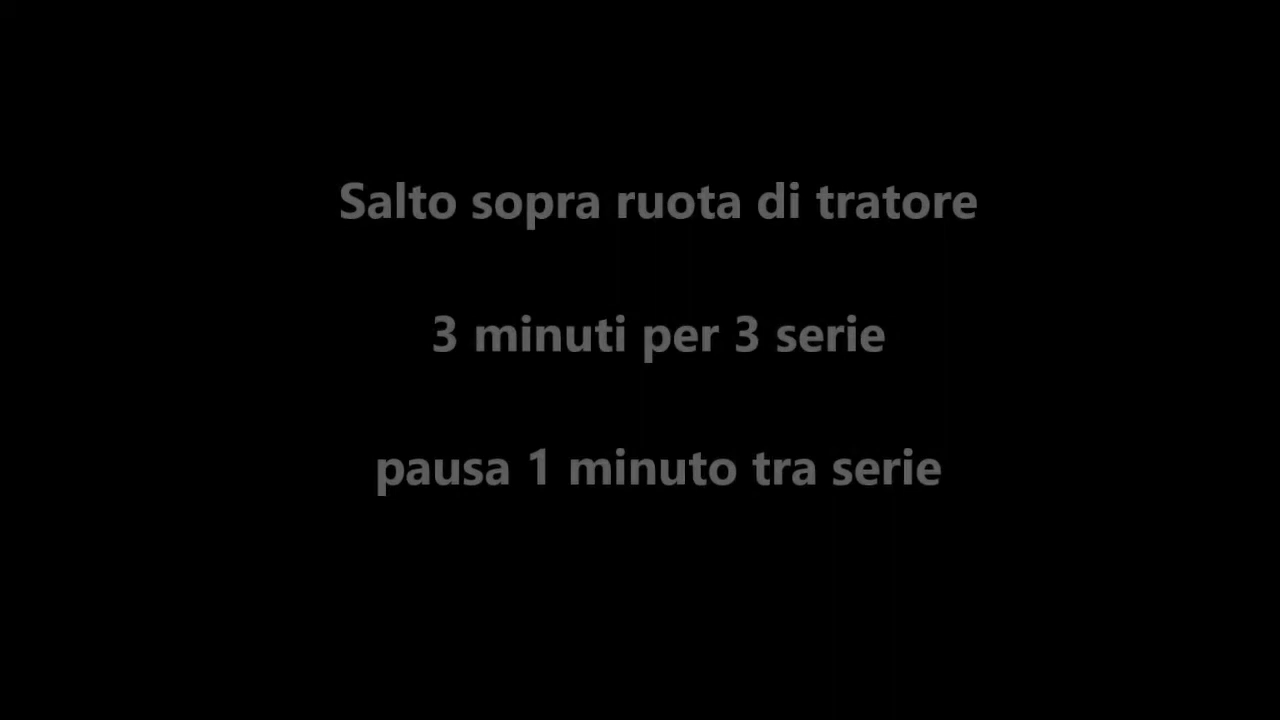 Salto sopra ruota di tratore
3 minuti per 3 serie
pausa 1 minuto tra serie